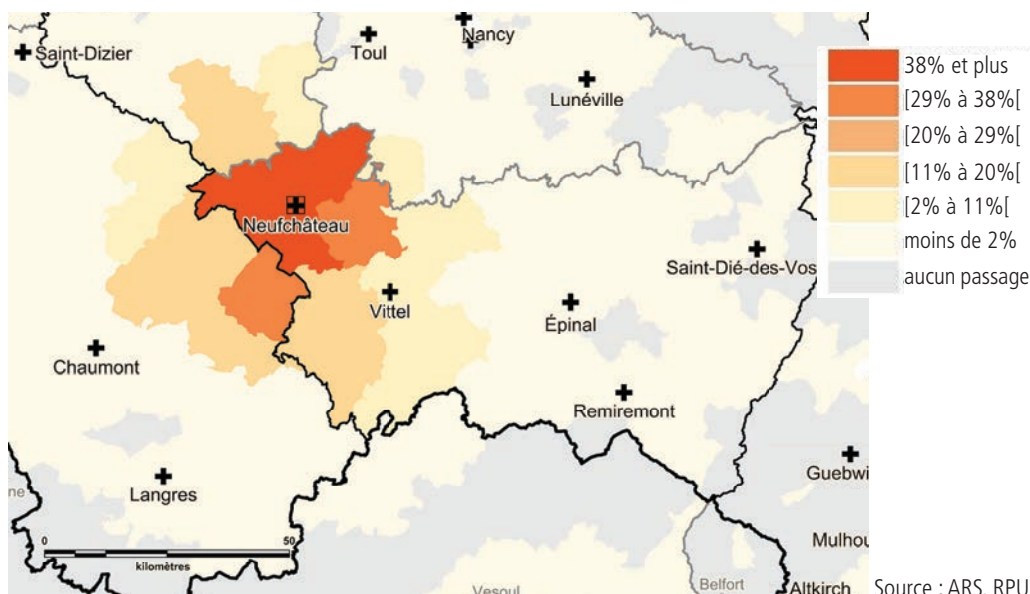 Saint-Dizier
Toul
Nancy
Lunéville
Neufchâteau
Vittel
Épinal
Saint-Dié-des-Vos
Chaumont
Remiremont
Langres
Guebwi
ne
0
50
kilomètres
Mulhou
Vesoul
Belfort
Altkirch
38% et plus
[29% à 38%[
[20% à 29%[
[11% à 20%[
[2% à 11%[
moins de 2%
aucun passage
Source : ARS, RPU